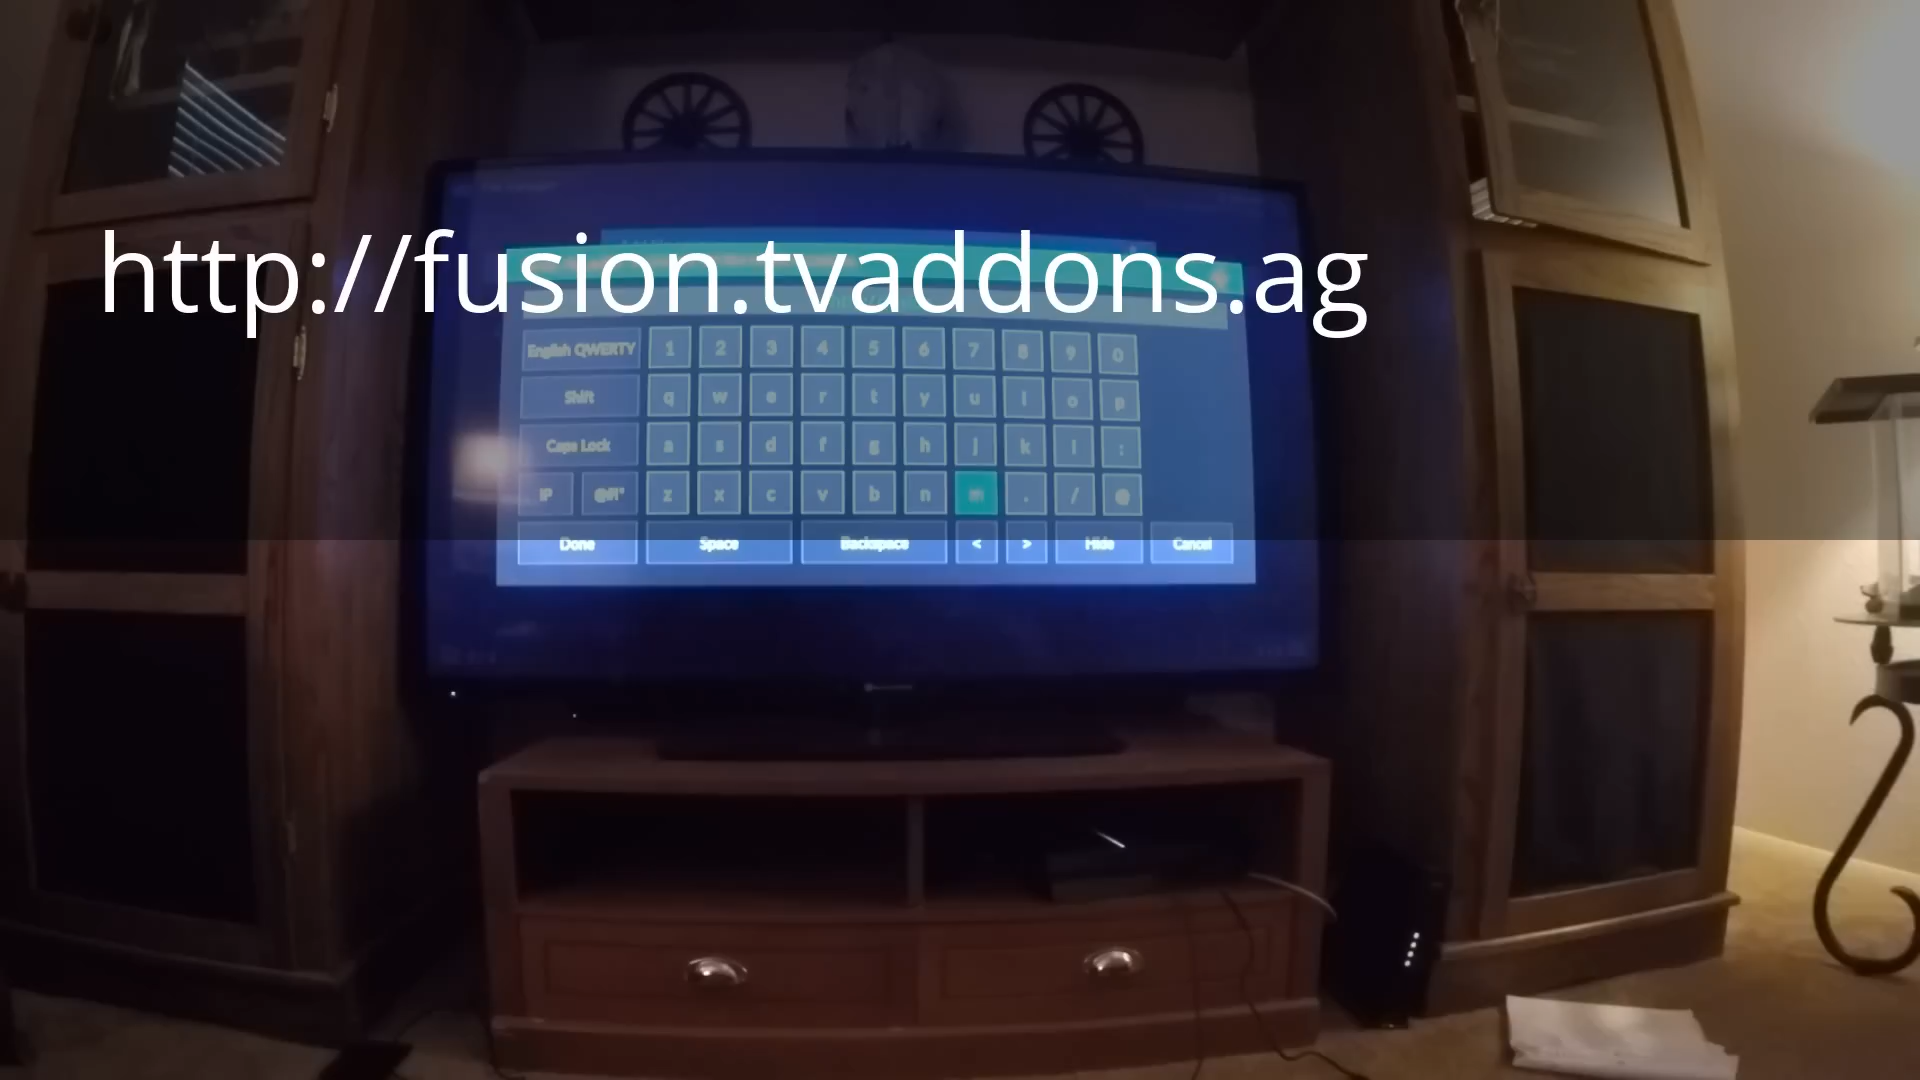 http://fusion.tvaddons.ag
English QWERTY 1 2 3 4 5 6 7 8 9 0
Shift q w e r t y u i o p
Caps Lock a s d f g h j k l :
IP @#!" z x c v b n m . / @
Done Space Backspace < > Hide Cancel